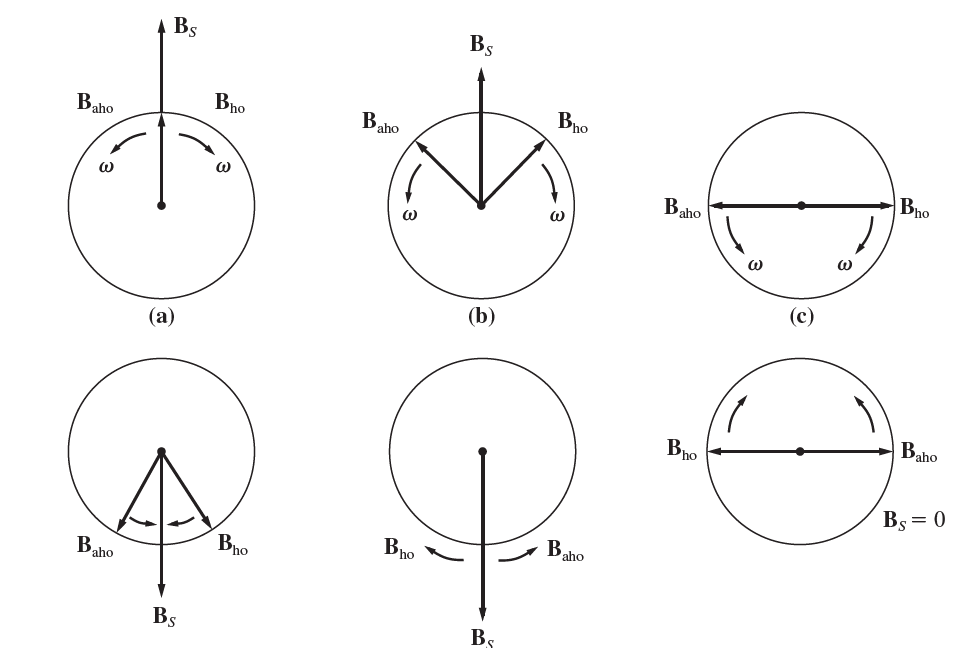 B_S
B_aho B_ho
ω ω
(a)
B_S
B_aho B_ho
ω ω
(b)
B_aho B_ho
ω ω
(c)
B_aho B_ho
B_S
B_ho B_aho
B_S
B_ho B_aho
B_S = 0